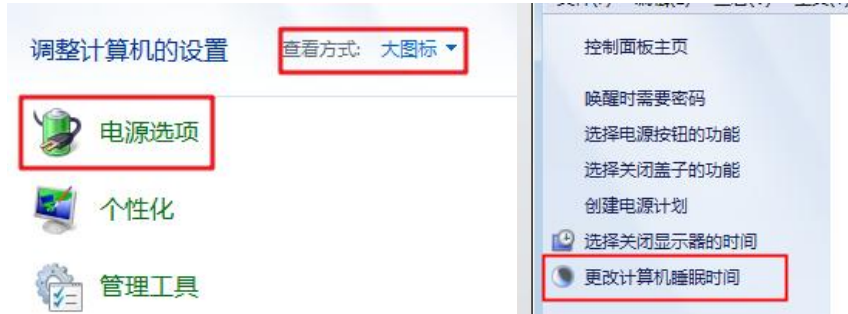 调整计算机的设置
查看方式: 大图标
电源选项
个性化
管理工具
控制面板主页
唤醒时需要密码
选择电源按钮的功能
选择关闭盖子的功能
创建电源计划
选择关闭显示器的时间
更改计算机睡眠时间